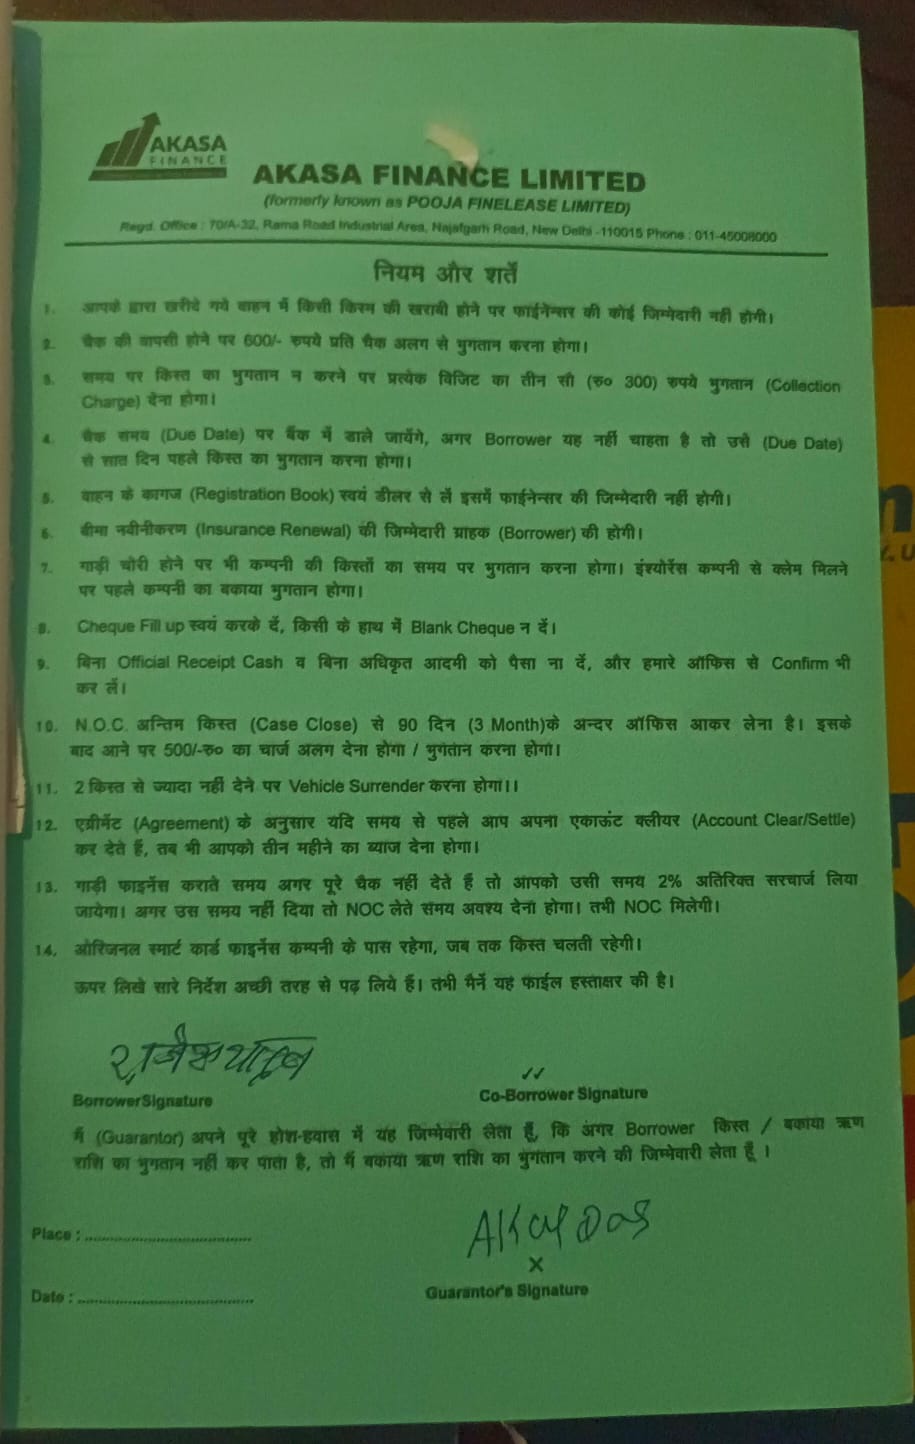 AKASA
FINANCE
AKASA FINANCE LIMITED
(formerly known as POOJA FINELEASE LIMITED)
Regd. Office : 70/A-32, Rama Road Industrial Area, Najafgarh Road, New Delhi -110015 Phone : 011-45008000
नियम और शर्तें
1. आपके द्वारा खरीदे गये वाहन में किसी किस्म की खराबी होने पर फाईनेन्सर की कोई जिम्मेदारी नहीं होगी।
2. चैक की वापसी होने पर 600/- रुपये प्रति चैक अलग से भुगतान करना होगा।
3. समय पर किस्त का भुगतान न करने पर प्रत्येक विजिट का तीन सौ (रु० 300) रुपये भुगतान (Collection
Charge) देना होगा।
4. चैक समय (Due Date) पर बैंक में डाले जायेंगे, अगर Borrower यह नहीं चाहता है तो उसे (Due Date)
से सात दिन पहले किस्त का भुगतान करना होगा।
5. वाहन के कागज (Registration Book) स्वयं डीलर से लें इसमें फाईनेन्सर की जिम्मेदारी नहीं होगी।
6. बीमा नवीनीकरण (Insurance Renewal) की जिम्मेदारी ग्राहक (Borrower) की होगी।
7. गाड़ी चोरी होने पर भी कम्पनी की किस्तों का समय पर भुगतान करना होगा। इंश्योरेंस कम्पनी से क्लेम मिलने
पर पहले कम्पनी का बकाया भुगतान होगा।
8. Cheque Fill up स्वयं करके दें, किसी के हाथ में Blank Cheque न दें।
9. बिना Official Receipt Cash व बिना अधिकृत आदमी को पैसा ना दें, और हमारे ऑफिस से Confirm भी
कर लें।
10. N.O.C. अन्तिम किस्त (Case Close) से 90 दिन (3 Month)के अन्दर ऑफिस आकर लेना है। इसके
बाद आने पर 500/-रु० का चार्ज अलग देना होगा / भुगतान करना होगा।
11. 2 किस्त से ज्यादा नहीं देने पर Vehicle Surrender करना होगा।।
12. एग्रीमेंट (Agreement) के अनुसार यदि समय से पहले आप अपना एकाऊंट क्लीयर (Account Clear/Settle)
कर देते हैं, तब भी आपको तीन महीने का ब्याज देना होगा।
13. गाड़ी फाइनेंस कराते समय अगर पूरे चैक नहीं देते हैं तो आपको उसी समय 2% अतिरिक्त सरचार्ज लिया
जायेगा। अगर उस समय नहीं दिया तो NOC लेते समय अवश्य देना होगा। तभी NOC मिलेगी।
14. ओरिजनल स्मार्ट कार्ड फाइनेंस कम्पनी के पास रहेगा, जब तक किस्त चलती रहेगी।
ऊपर लिखे सारे निर्देश अच्छी तरह से पढ़ लिये हैं। तभी मैनें यह फाईल हस्ताक्षर की है।
Borrower Signature
Co-Borrower Signature
मैं (Guarantor) अपने पूरे होश-हवास में यह जिम्मेवारी लेता हूँ, कि अगर Borrower किस्त / बकाया ऋण
राशि का भुगतान नहीं कर पाता है, तो मैं बकाया ऋण राशि का भुगतान करने की जिम्मेवारी लेता हूँ ।
Place : ....................................
X
Date : ......................................
Guarantor's Signature